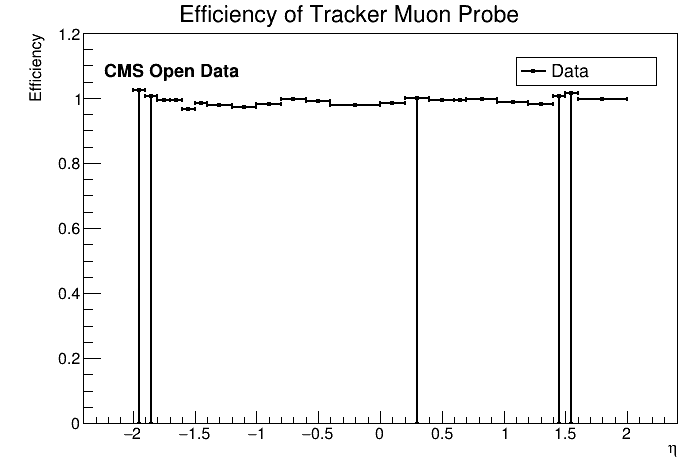 Efficiency of Tracker Muon Probe
Efficiency
1.2
CMS Open Data
Data
1
0.8
0.6
0.4
0.2
0
−2 −1.5 −1 −0.5 0 0.5 1 1.5 2
η